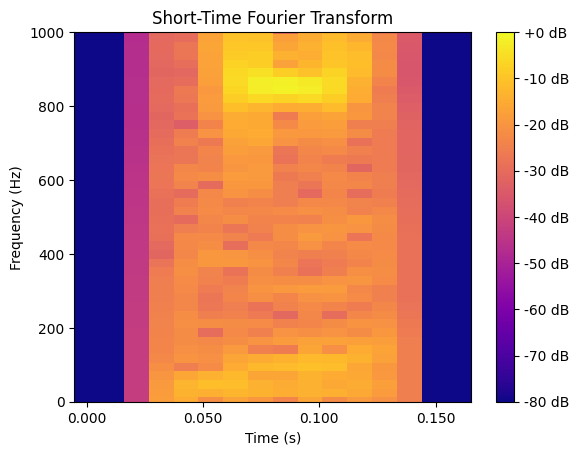 Short-Time Fourier Transform
Frequency (Hz)
1000
800
600
400
200
0
0.000
0.050
0.100
0.150
Time (s)
+0 dB
-10 dB
-20 dB
-30 dB
-40 dB
-50 dB
-60 dB
-70 dB
-80 dB